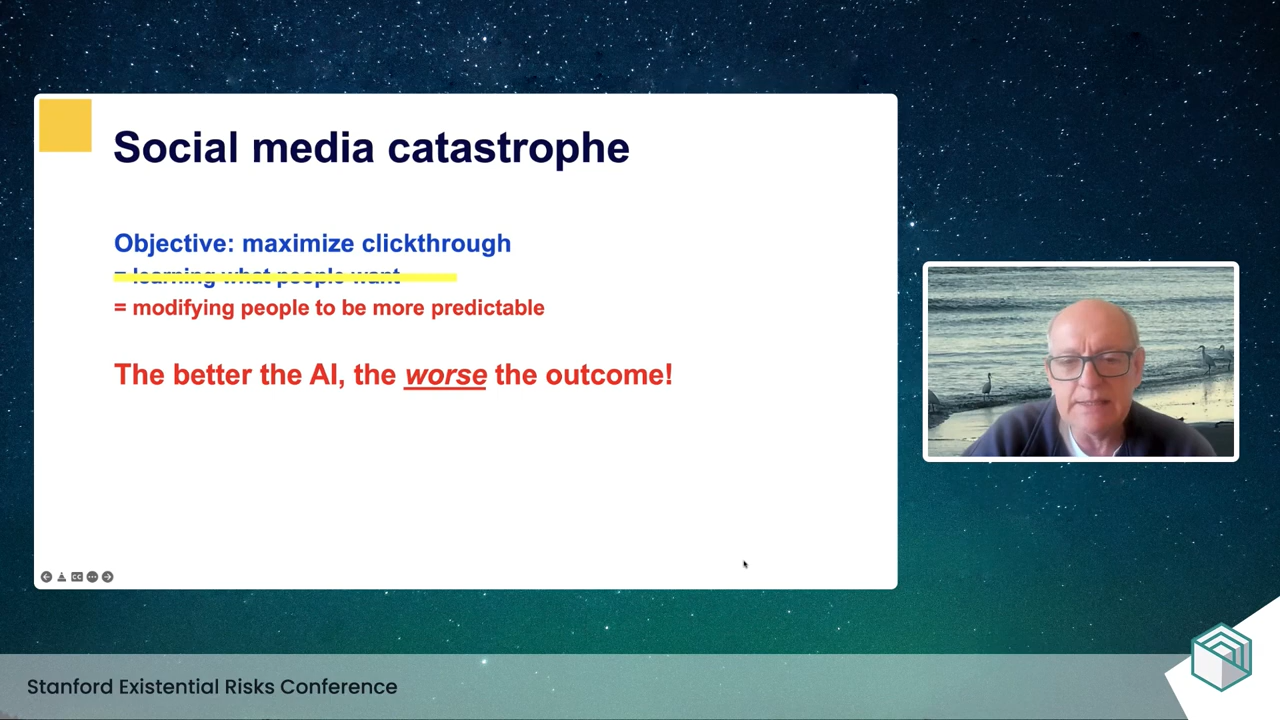 Social media catastrophe
Objective: maximize clickthrough
= learning what people want
= modifying people to be more predictable
The better the AI, the worse the outcome!
CC
Stanford Existential Risks Conference